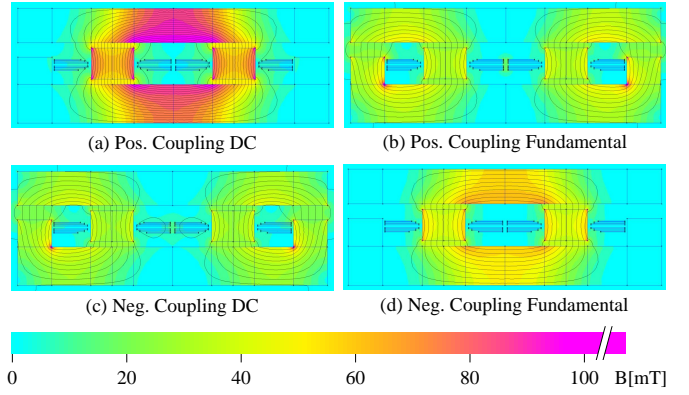 (a) Pos. Coupling DC
(b) Pos. Coupling Fundamental
(c) Neg. Coupling DC
(d) Neg. Coupling Fundamental
0 20 40 60 80 100 B[mT]